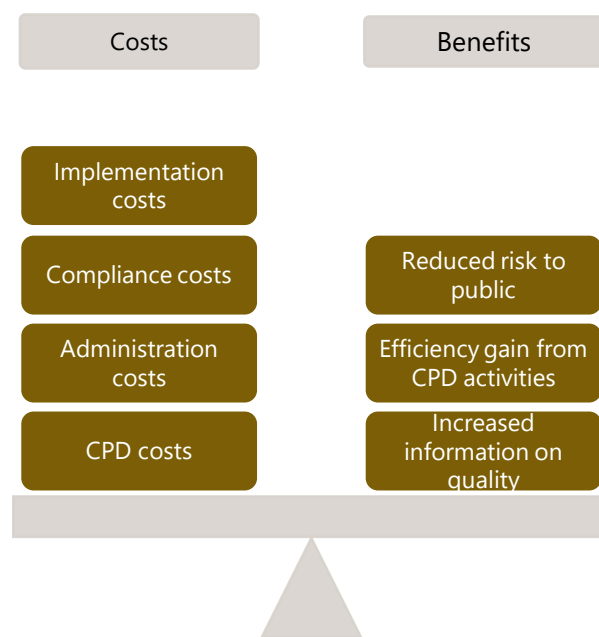 Costs
Benefits
Implementation
costs
Compliance costs
Reduced risk to
public
Administration
costs
Efficiency gain from
CPD activities
CPD costs
Increased
information on
quality